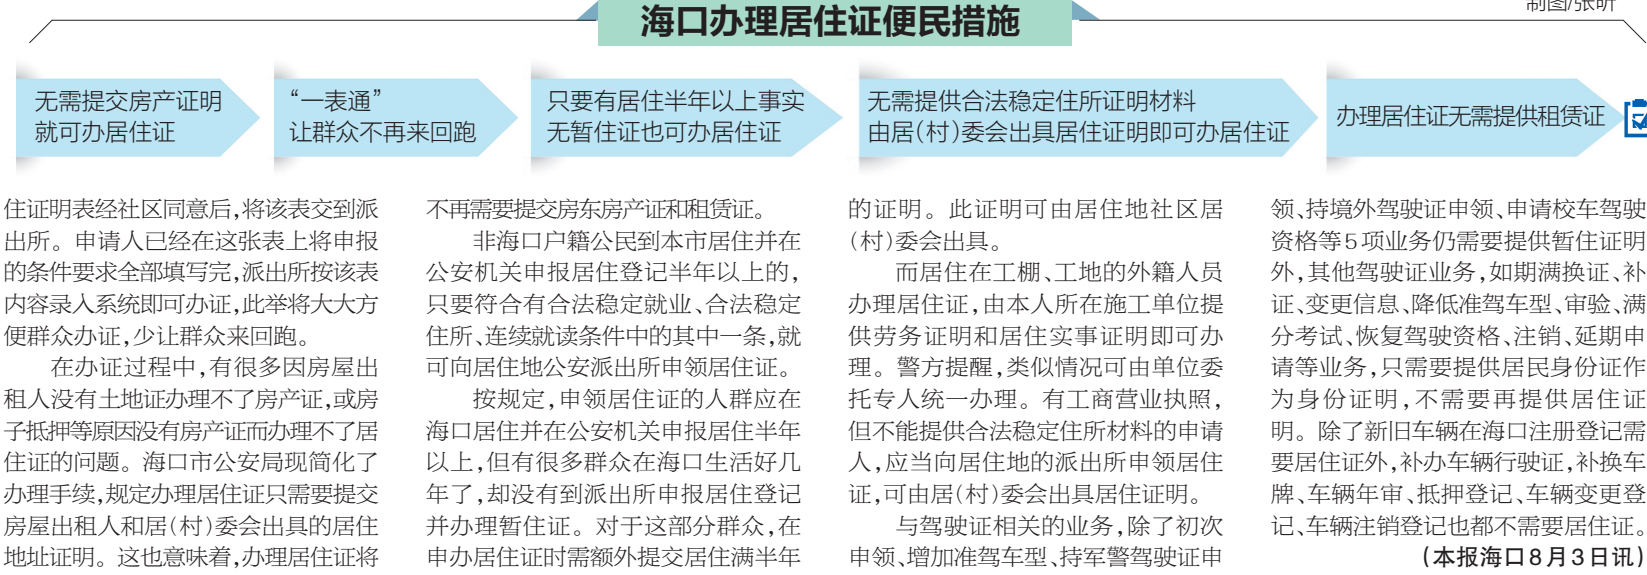 制图/张昕
海口办理居住证便民措施
无需提交房产证明
就可办居住证
“一表通”
让群众不再来回跑
只要有居住半年以上事实
无暂住证也可办居住证
无需提供合法稳定住所证明材料
由居(村)委会出具居住证明即可办居住证
办理居住证无需提供租赁证
住证明表经社区同意后,将该表交到派
出所。申请人已经在这张表上将申报
的条件要求全部填写完,派出所按该表
内容录入系统即可办证,此举将大大方
便群众办证,少让群众来回跑。
在办证过程中,有很多因房屋出
租人没有土地证办理不了房产证,或房
子抵押等原因没有房产证而办理不了居
住证的问题。海口市公安局现简化了
办理手续,规定办理居住证只需要提交
房屋出租人和居(村)委会出具的居住
地址证明。这也意味着,办理居住证将
不再需要提交房东房产证和租赁证。
非海口户籍公民到本市居住并在
公安机关申报居住登记半年以上的,
只要符合有合法稳定就业、合法稳定
住所、连续就读条件中的其中一条,就
可向居住地公安派出所申领居住证。
按规定,申领居住证的人群应在
海口居住并在公安机关申报居住半年
以上,但有很多群众在海口生活好几
年了,却没有到派出所申报居住登记
并办理暂住证。对于这部分群众,在
申办居住证时需额外提交居住满半年
的证明。此证明可由居住地社区居
(村)委会出具。
而居住在工棚、工地的外籍人员
办理居住证,由本人所在施工单位提
供劳务证明和居住实事证明即可办
理。警方提醒,类似情况可由单位委
托专人统一办理。有工商营业执照,
但不能提供合法稳定住所材料的申请
人,应当向居住地的派出所申领居住
证,可由居(村)委会出具居住证明。
与驾驶证相关的业务,除了初次
申领、增加准驾车型、持军警驾驶证申
领、持境外驾驶证申领、申请校车驾驶
资格等5项业务仍需要提供暂住证明
外,其他驾驶证业务,如期满换证、补
证、变更信息、降低准驾车型、审验、满
分考试、恢复驾驶资格、注销、延期申
请等业务,只需要提供居民身份证作
为身份证明,不需要再提供居住证
明。除了新旧车辆在海口注册登记需
要居住证外,补办车辆行驶证,补换车
牌、车辆年审、抵押登记、车辆变更登
记、车辆注销登记也都不需要居住证。
(本报海口8月3日讯)